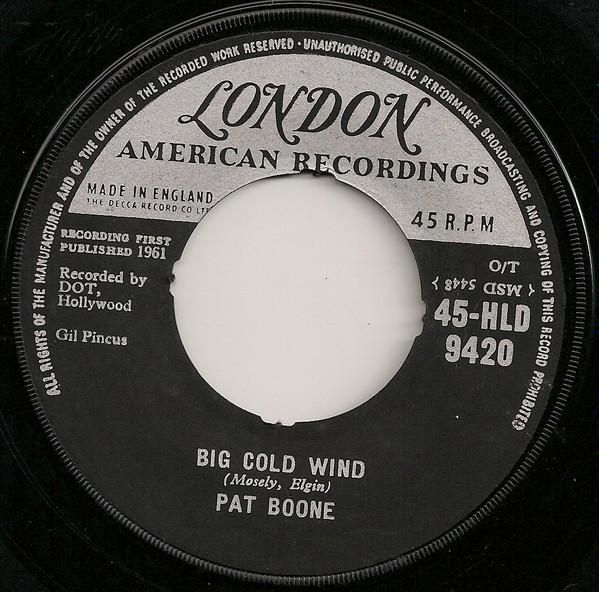 ALL RIGHTS OF THE MANUFACTURER AND OF THE OWNER OF THE RECORDED WORK RESERVED · UNAUTHORISED PUBLIC PERFORMANCE BROADCASTING AND COPYING OF THIS RECORD PROHIBITED
LONDON
AMERICAN RECORDINGS
MADE IN ENGLAND
THE DECCA RECORD CO LTD
45 R.P.M
RECORDING FIRST
PUBLISHED 1961
Recorded by
DOT,
Hollywood
Gil Pincus
O/T
( MSD 5448 )
45-HLD
9420
BIG COLD WIND
(Mosely, Elgin)
PAT BOONE